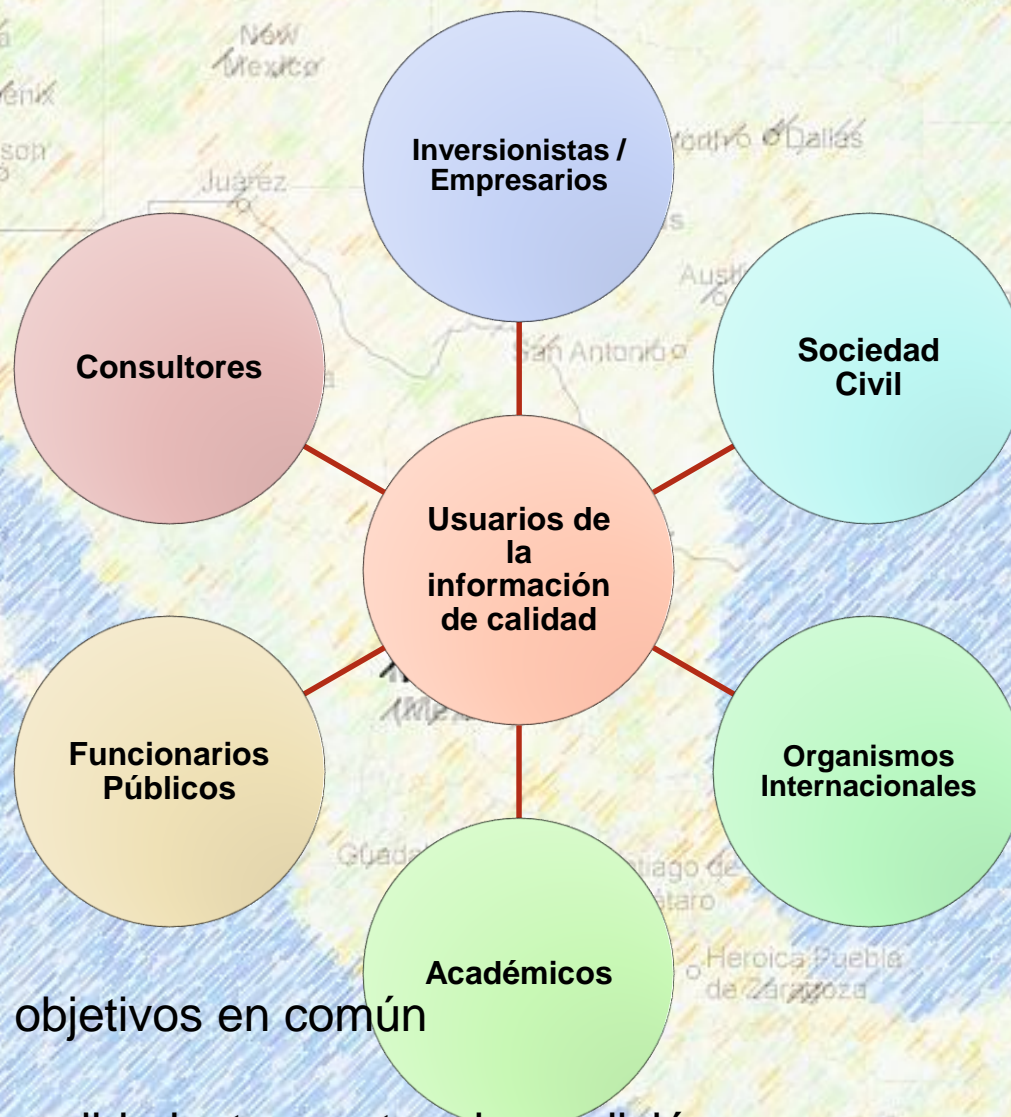 New
Mexico
Juárez
Dallas
San Antonio
Inversionistas /
Empresarios
Consultores
Sociedad
Civil
Usuarios de
la
información
de calidad
Funcionarios
Públicos
Organismos
Internacionales
Académicos
Heroica Puebla
de Zaragoza
objetivos en común